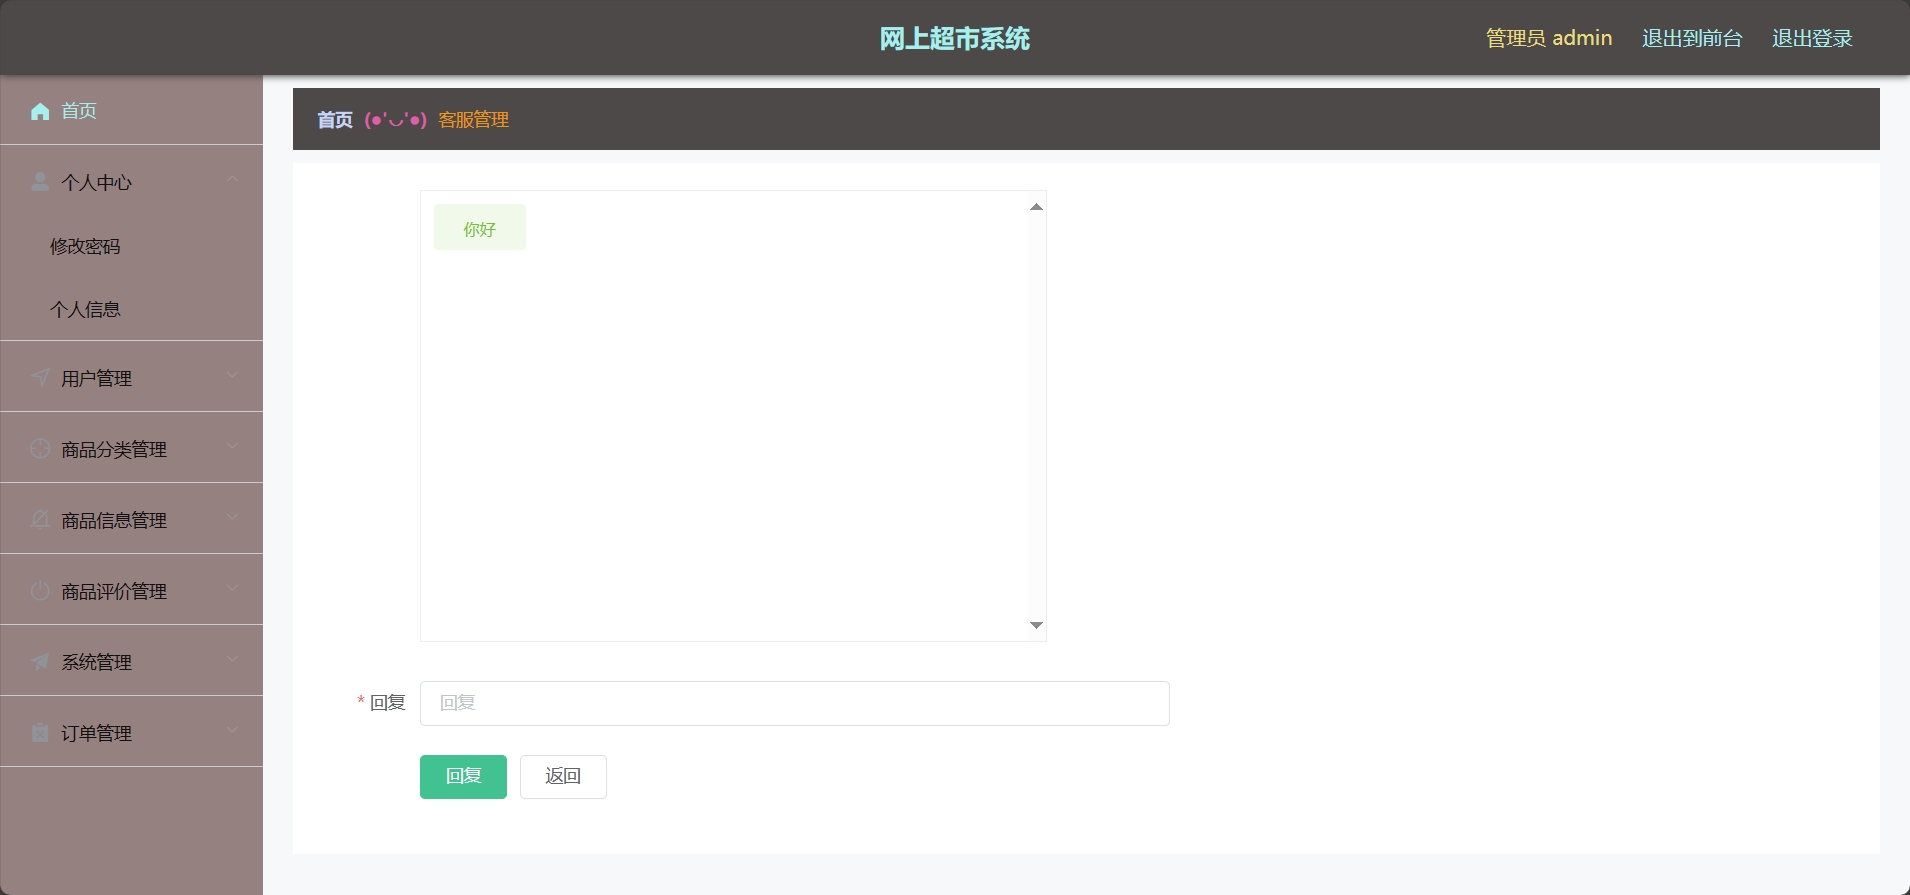 网上超市系统
管理员 admin 退出到前台 退出登录
首页
个人中心
修改密码
个人信息
用户管理
商品分类管理
商品信息管理
商品评价管理
系统管理
订单管理
首页 (●'◡'●) 客服管理
你好
* 回复 回复
回复 返回